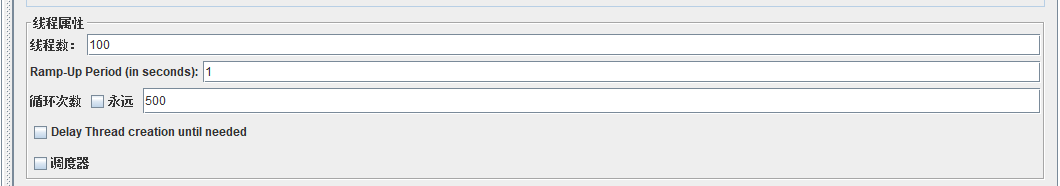 线程属性
线程数： 100
Ramp-Up Period (in seconds): 1
循环次数 永远 500
Delay Thread creation until needed
调度器